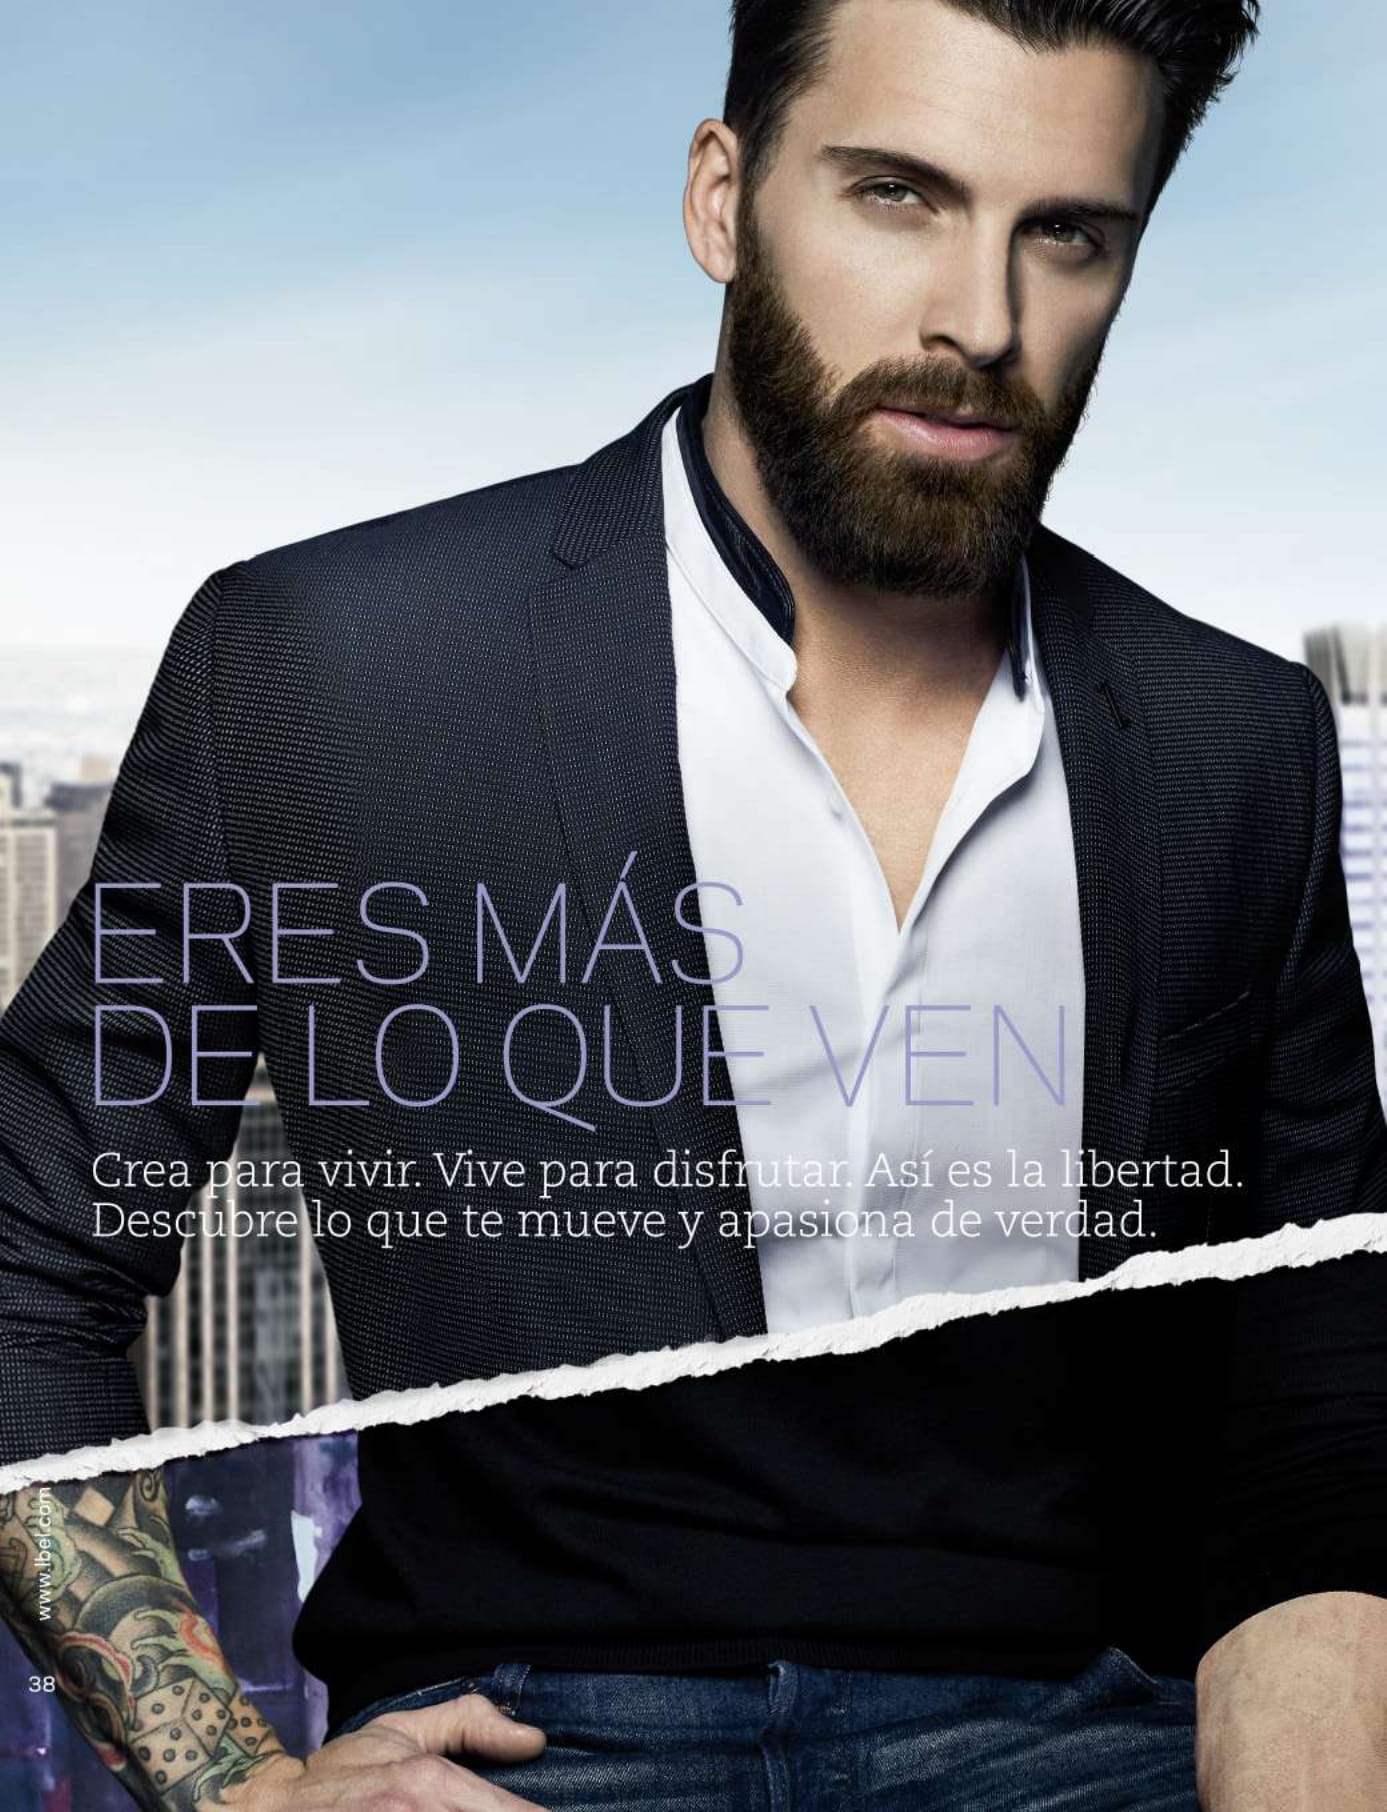 ERES MÁS
DE LO QUE VEN
Crea para vivir. Vive para disfrutar. Así es la libertad.
Descubre lo que te mueve y apasiona de verdad.
www.lbel.com
38